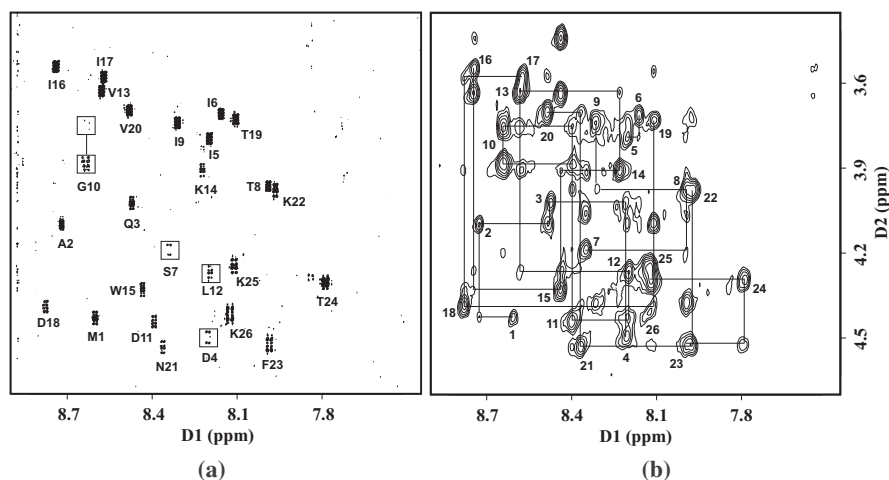 I17
I16
V13
V20
I6
I9
T19
I5
G10
K14
T8
K22
Q3
A2
S7
K25
W15
L12
T24
D18
M1
D11
K26
D4
N21
F23
8.7 8.4 8.1 7.8
D1 (ppm)
(a)
16
17
13
9
6
20
19
10
5
14
8
3
22
2
7
12
25
24
15
18
11
26
1
4
21
23
3.6
3.9
4.2
4.5
D2 (ppm)
8.7 8.4 8.1 7.8
D1 (ppm)
(b)